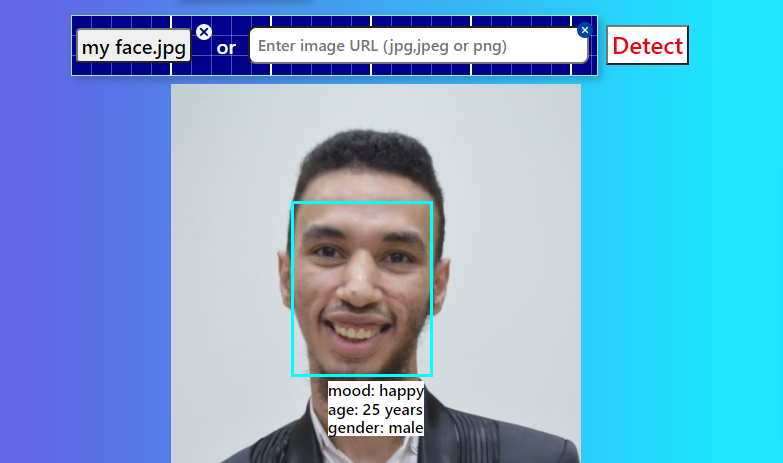 my face.jpg or Enter image URL (jpg,jpeg or png) Detect
mood: happy
age: 25 years
gender: male